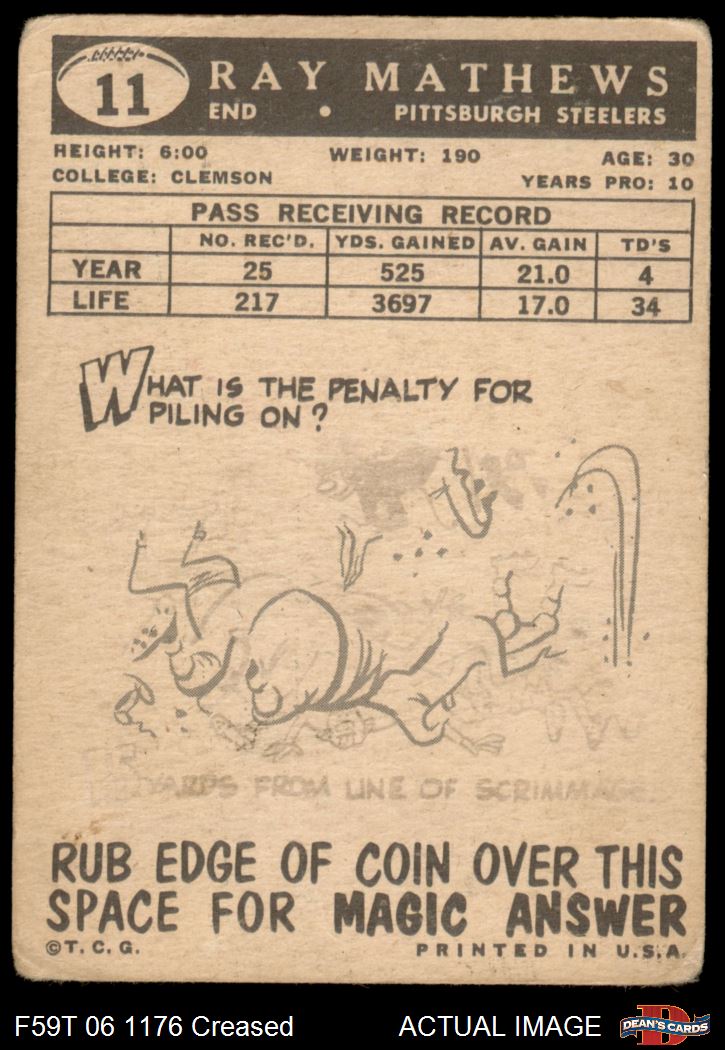 11
RAY MATHEWS
END • PITTSBURGH STEELERS
HEIGHT: 6:00 WEIGHT: 190 AGE: 30
COLLEGE: CLEMSON YEARS PRO: 10
PASS RECEIVING RECORD
NO. REC'D. YDS. GAINED AV. GAIN TD'S
YEAR 25 525 21.0 4
LIFE 217 3697 17.0 34
WHAT IS THE PENALTY FOR
PILING ON?
YARDS FROM LINE OF SCRIMMAGE.
RUB EDGE OF COIN OVER THIS
SPACE FOR MAGIC ANSWER
©T.C.G. PRINTED IN U.S.A.
F59T 06 1176 Creased ACTUAL IMAGE
D
DEAN'S CARDS